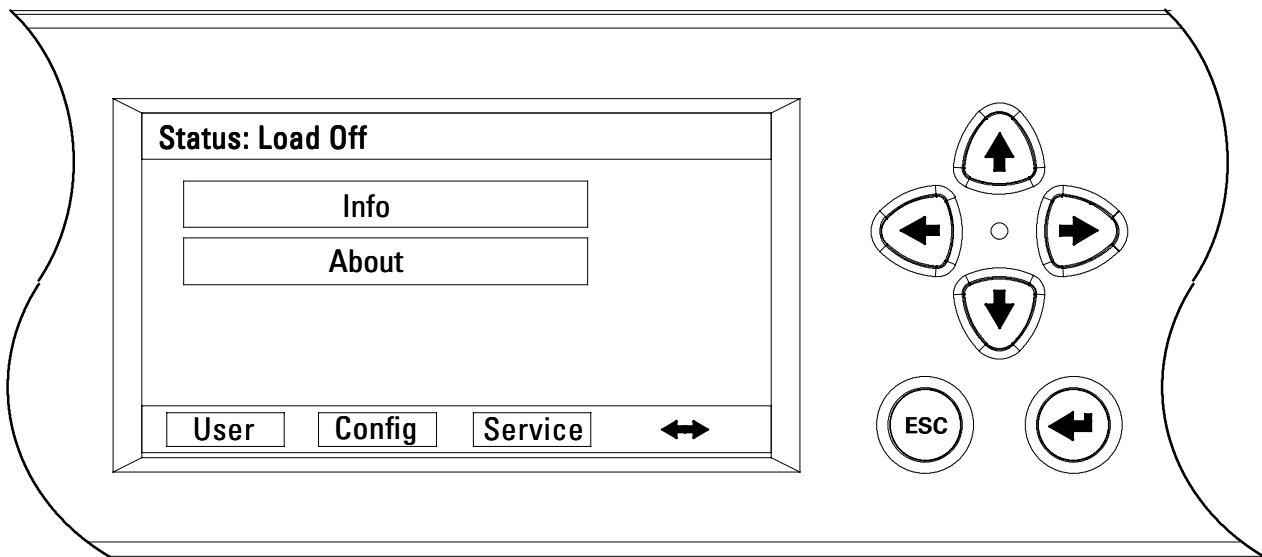 Status: Load Off
Info
About
User Config Service
ESC